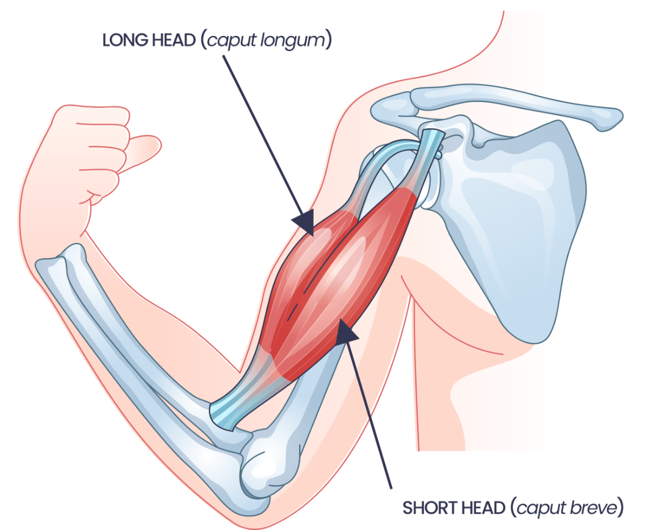 LONG HEAD (caput longum)
SHORT HEAD (caput breve)